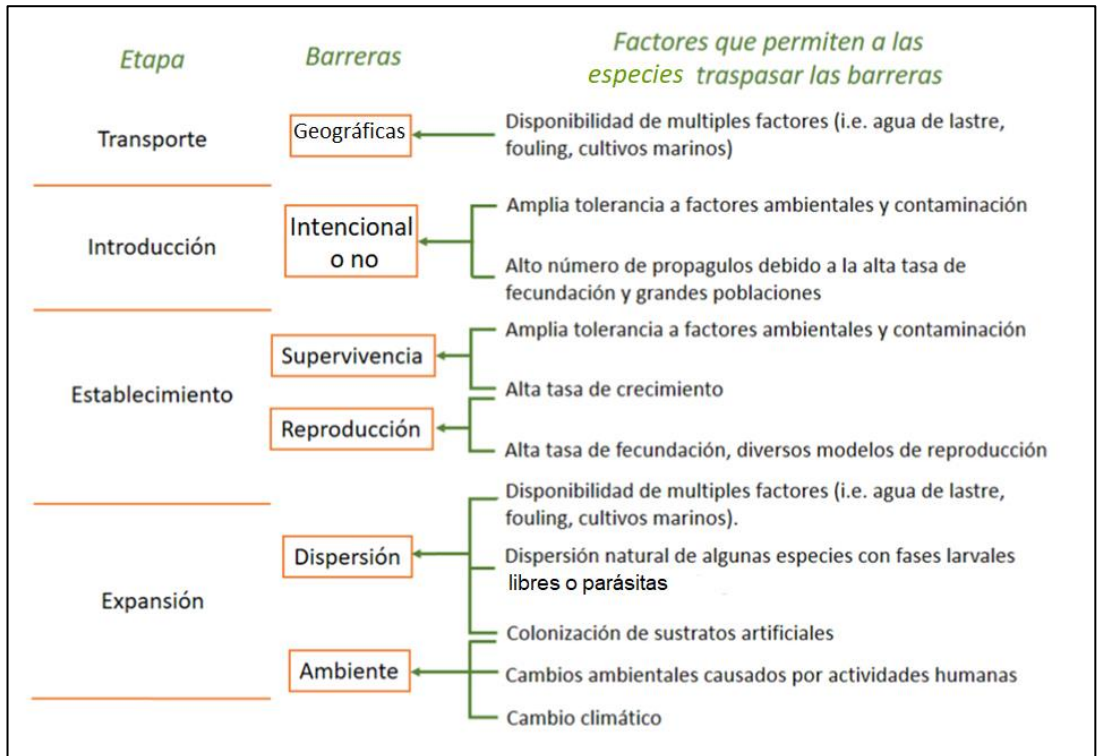 Etapa
Barreras
Factores que permiten a las
especies traspasar las barreras
Transporte
Geográficas
Disponibilidad de multiples factores (i.e. agua de lastre,
fouling, cultivos marinos)
Introducción
Intencional
o no
Amplia tolerancia a factores ambientales y contaminación
Alto número de propagulos debido a la alta tasa de
fecundación y grandes poblaciones
Establecimiento
Supervivencia
Amplia tolerancia a factores ambientales y contaminación
Alta tasa de crecimiento
Reproducción
Alta tasa de fecundación, diversos modelos de reproducción
Expansión
Dispersión
Disponibilidad de multiples factores (i.e. agua de lastre,
fouling, cultivos marinos).
Dispersión natural de algunas especies con fases larvales
libres o parásitas
Colonización de sustratos artificiales
Ambiente
Cambios ambientales causados por actividades humanas
Cambio climático